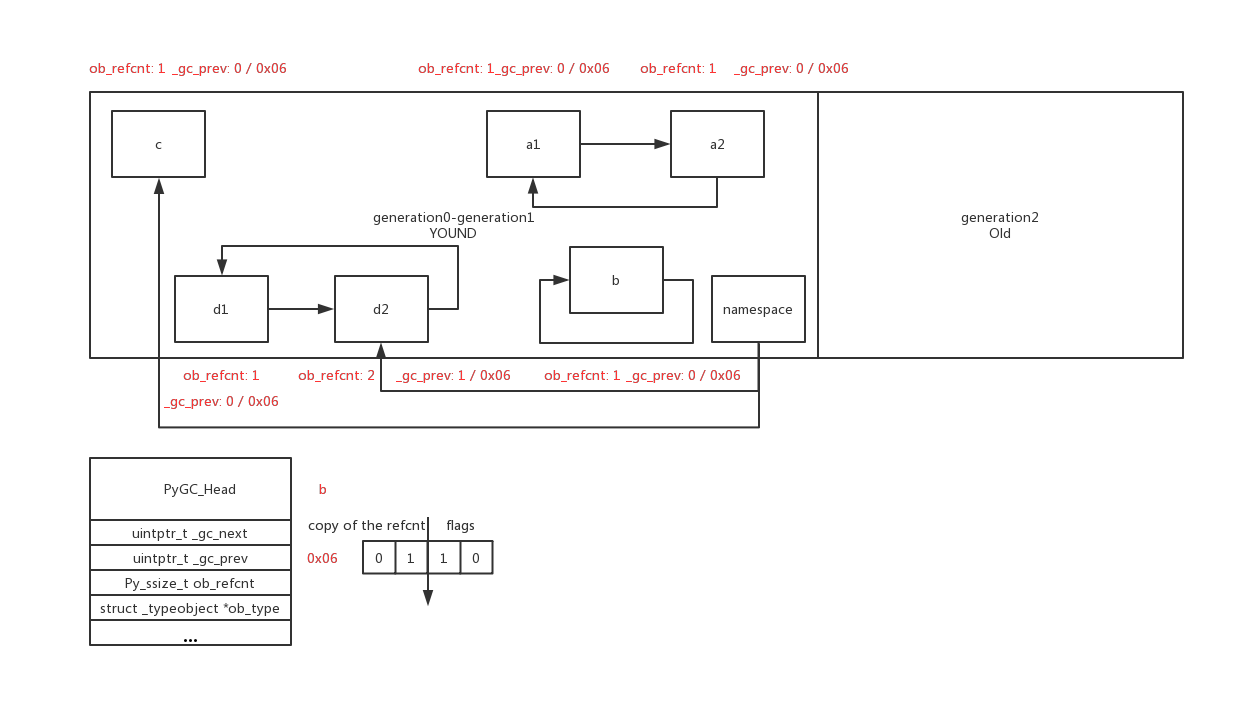 ob_refcnt: 1 _gc_prev: 0 / 0x06 ob_refcnt: 1_gc_prev: 0 / 0x06 ob_refcnt: 1 _gc_prev: 0 / 0x06
c a1 a2
generation0-generation1 generation2
YOUND Old
b
d1 d2 namespace
ob_refcnt: 1 ob_refcnt: 2 _gc_prev: 1 / 0x06 ob_refcnt: 1 _gc_prev: 0 / 0x06
_gc_prev: 0 / 0x06
PyGC_Head b
copy of the refcnt flags
uintptr_t _gc_next
uintptr_t _gc_prev 0x06 0 1 1 0
Py_ssize_t ob_refcnt
struct _typeobject *ob_type
...